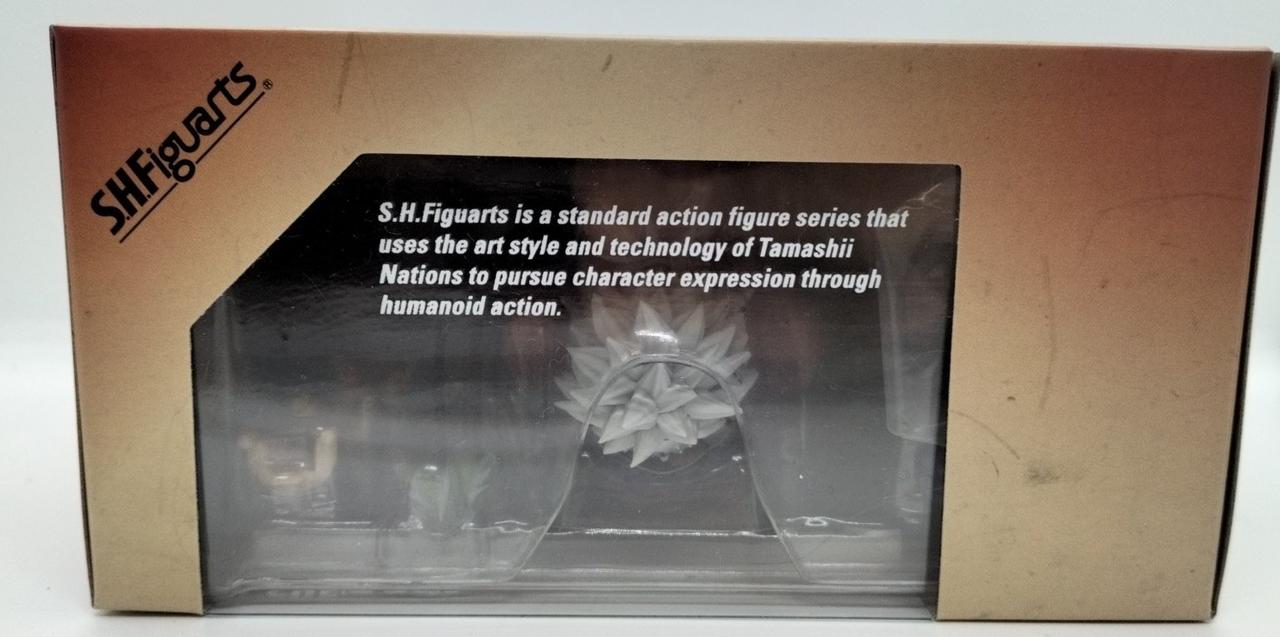 S.H.Figuarts®
S.H.Figuarts is a standard action figure series that
uses the art style and technology of Tamashii
Nations to pursue character expression through
humanoid action.